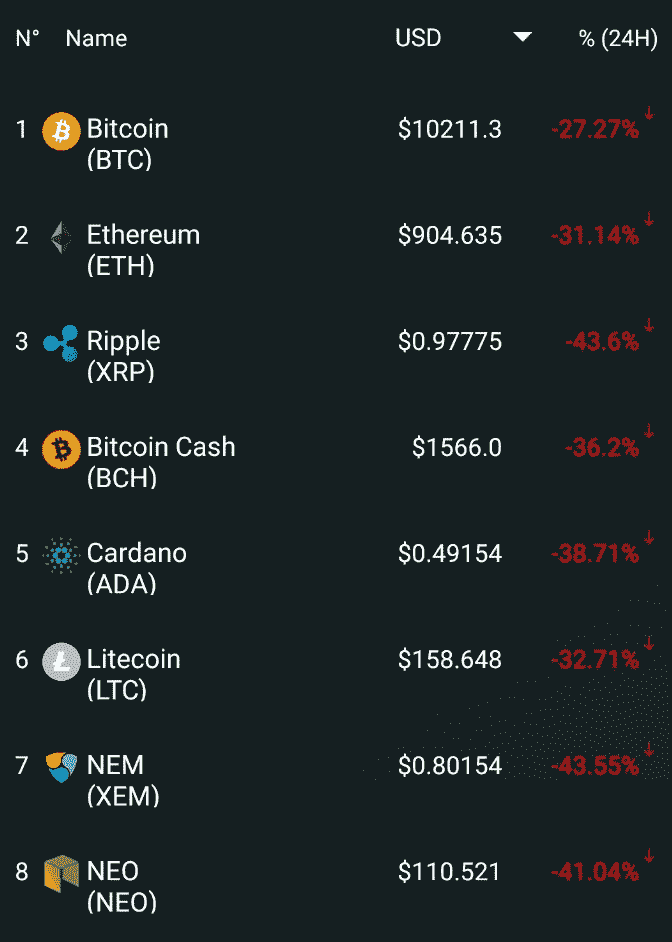 N° Name USD % (24H)
1 Bitcoin $10211.3 -27.27%
(BTC)
2 Ethereum $904.635 -31.14%
(ETH)
3 Ripple $0.97775 -43.6%
(XRP)
4 Bitcoin Cash $1566.0 -36.2%
(BCH)
5 Cardano $0.49154 -38.71%
(ADA)
6 Litecoin $158.648 -32.71%
(LTC)
7 NEM $0.80154 -43.55%
(XEM)
8 NEO $110.521 -41.04%
(NEO)